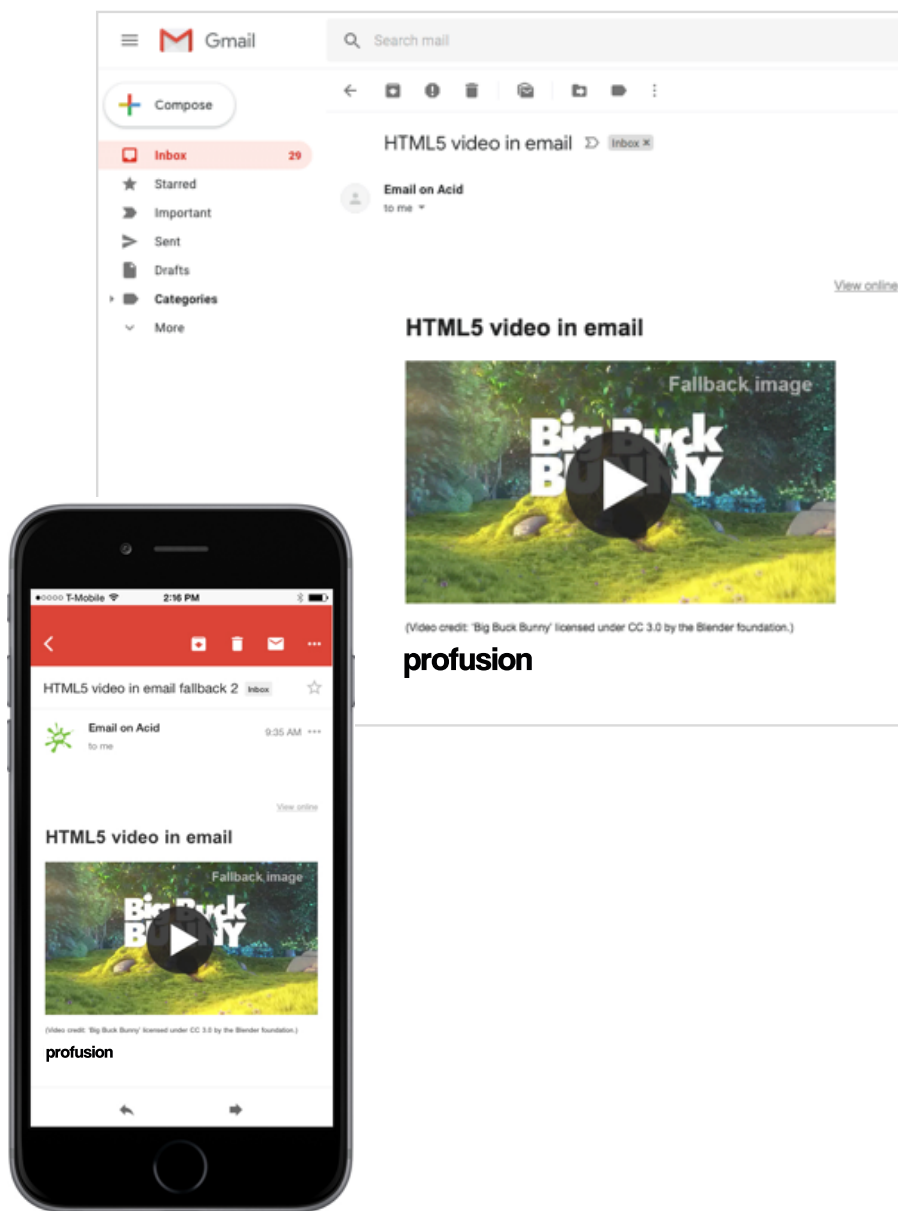 Gmail
Search mail
Compose
HTML5 video in email Inbox ×
Inbox 29
Email on Acid
Starred
to me
Important
Sent
Drafts
View online
Categories
More
HTML5 video in email
Fallback image
Big Buck
BUNNY
(Video credit: 'Big Buck Bunny' licensed under CC 3.0 by the Blender foundation.)
profusion
T-Mobile 2:16 PM
HTML5 video in email fallback 2 Inbox
Email on Acid 9:35 AM
to me
View online
HTML5 video in email
Fallback image
Big Buck
BUNNY
(Video credit: 'Big Buck Bunny' licensed under CC 3.0 by the Blender foundation.)
profusion